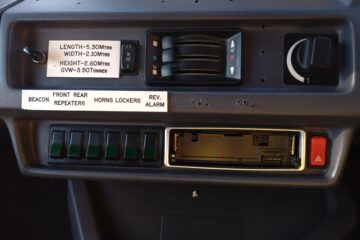 LENGTH-5.30MTRS
WIDTH-2.10MTRS
HEIGHT-2.60MTRS
GVW-3.50TONNES
BEACON FRONT REAR REPEATERS HORNS LOCKERS REV. ALARM